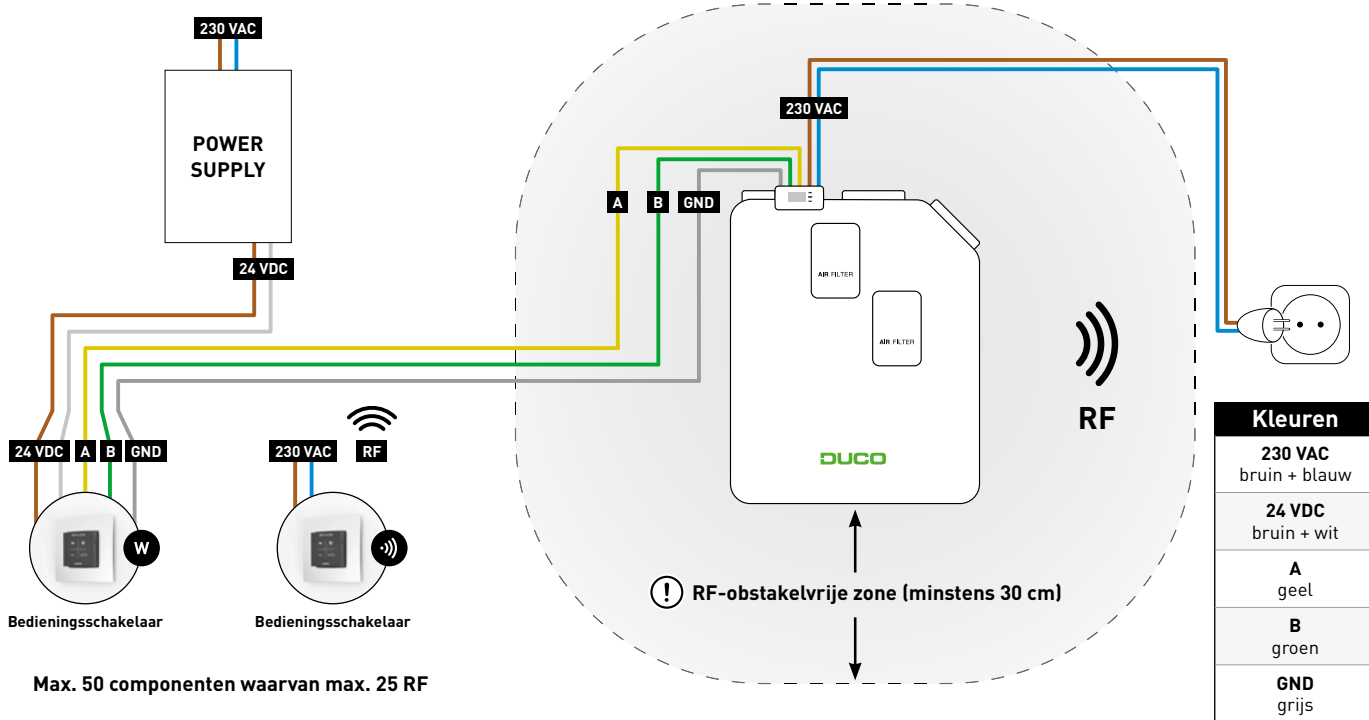 230 VAC
POWER
SUPPLY
24 VDC
24 VDC
A
B
GND
W
Bedieningsschakelaar
230 VAC
RF
Bedieningsschakelaar
Max. 50 componenten waarvan max. 25 RF
230 VAC
A
B
GND
AIR FILTER
AIR FILTER
DUCO
RF
! RF-obstakelvrije zone (minstens 30 cm)
Kleuren
230 VAC
bruin + blauw
24 VDC
bruin + wit
A
geel
B
groen
GND
grijs